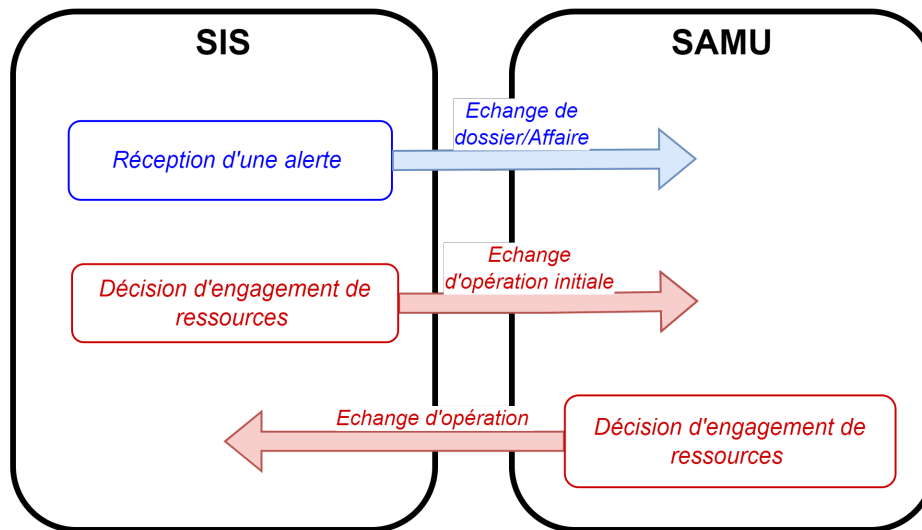 SIS
SAMU
Echange de
dossier/Affaire
Réception d'une alerte
Echange
d'opération initiale
Décision d'engagement de
ressources
Echange d'opération
Décision d'engagement de
ressources